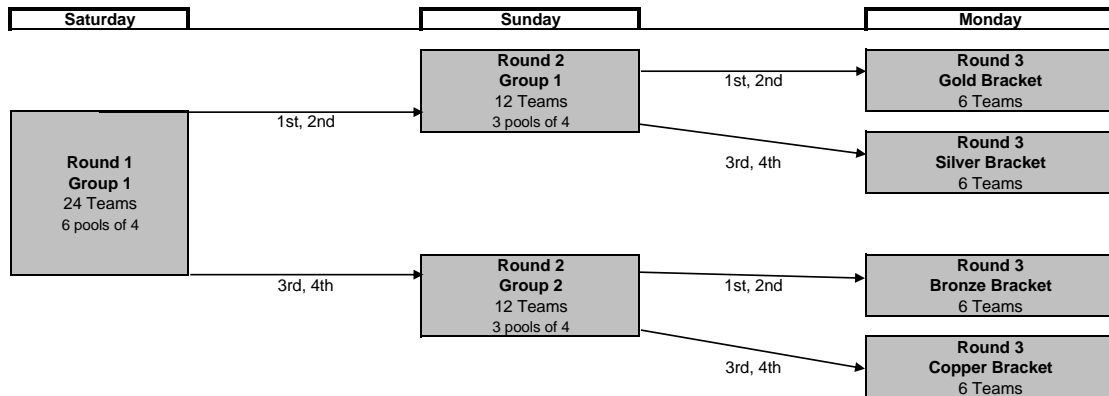 Saturday
Sunday
Monday
Round 1
Group 1
24 Teams
6 pools of 4
1st, 2nd
3rd, 4th
Round 2
Group 1
12 Teams
3 pools of 4
1st, 2nd
3rd, 4th
Round 2
Group 2
12 Teams
3 pools of 4
1st, 2nd
3rd, 4th
Round 3
Gold Bracket
6 Teams
Round 3
Silver Bracket
6 Teams
Round 3
Bronze Bracket
6 Teams
Round 3
Copper Bracket
6 Teams